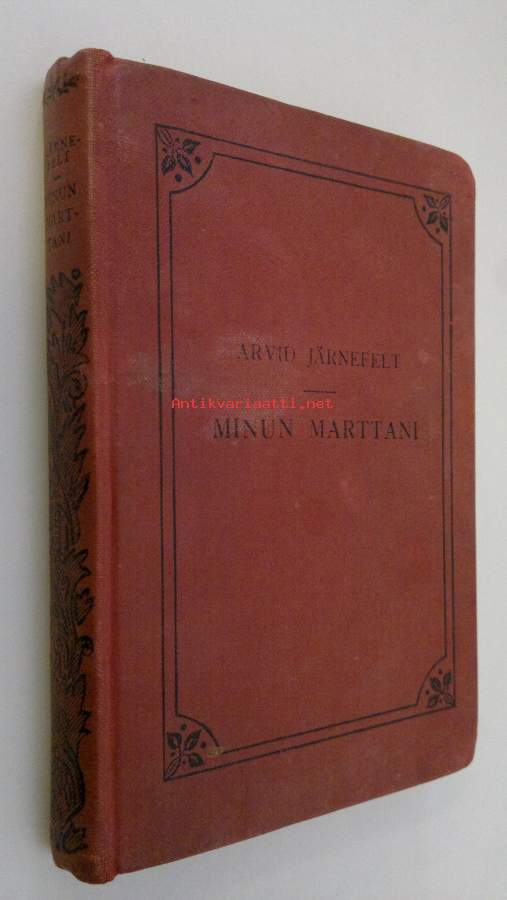 JÄRNE-
FELT
MINUN
MART-
TANI
ARVID JÄRNEFELT
Antikvariaatti.net
MINUN MARTTANI